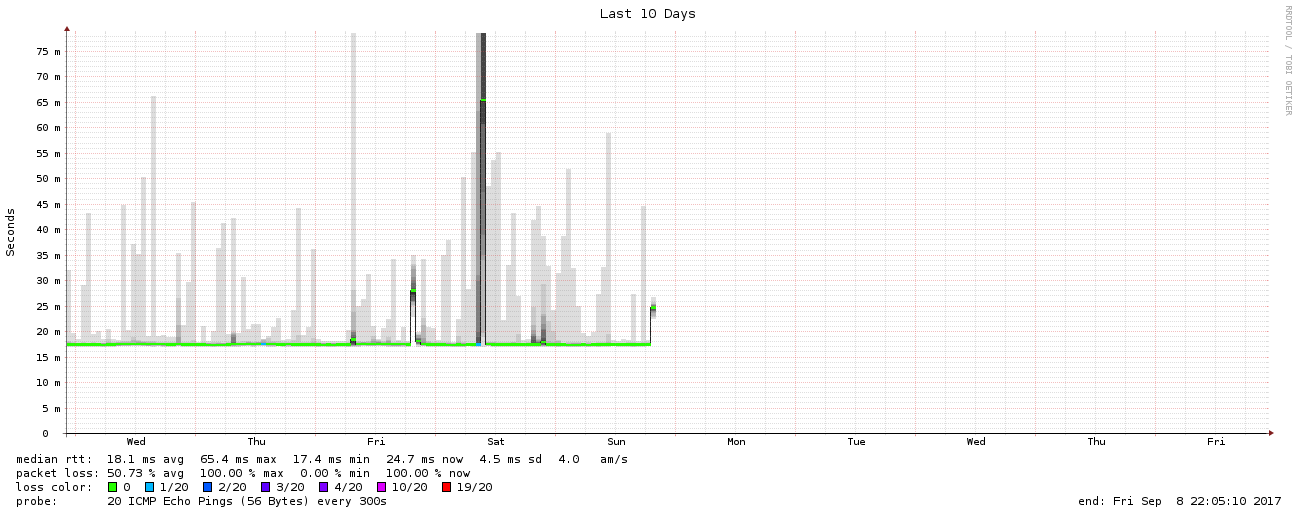 Last 10 Days
RRDTOOL / TOBI OETIKER
Seconds
75 m
70 m
65 m
60 m
55 m
50 m
45 m
40 m
35 m
30 m
25 m
20 m
15 m
10 m
5 m
0
Wed Thu Fri Sat Sun Mon Tue Wed Thu Fri
median rtt: 18.1 ms avg 65.4 ms max 17.4 ms min 24.7 ms now 4.5 ms sd 4.0 am/s
packet loss: 50.73 % avg 100.00 % max 0.00 % min 100.00 % now
loss color: 0 1/20 2/20 3/20 4/20 10/20 19/20
probe: 20 ICMP Echo Pings (56 Bytes) every 300s end: Fri Sep 8 22:05:10 2017